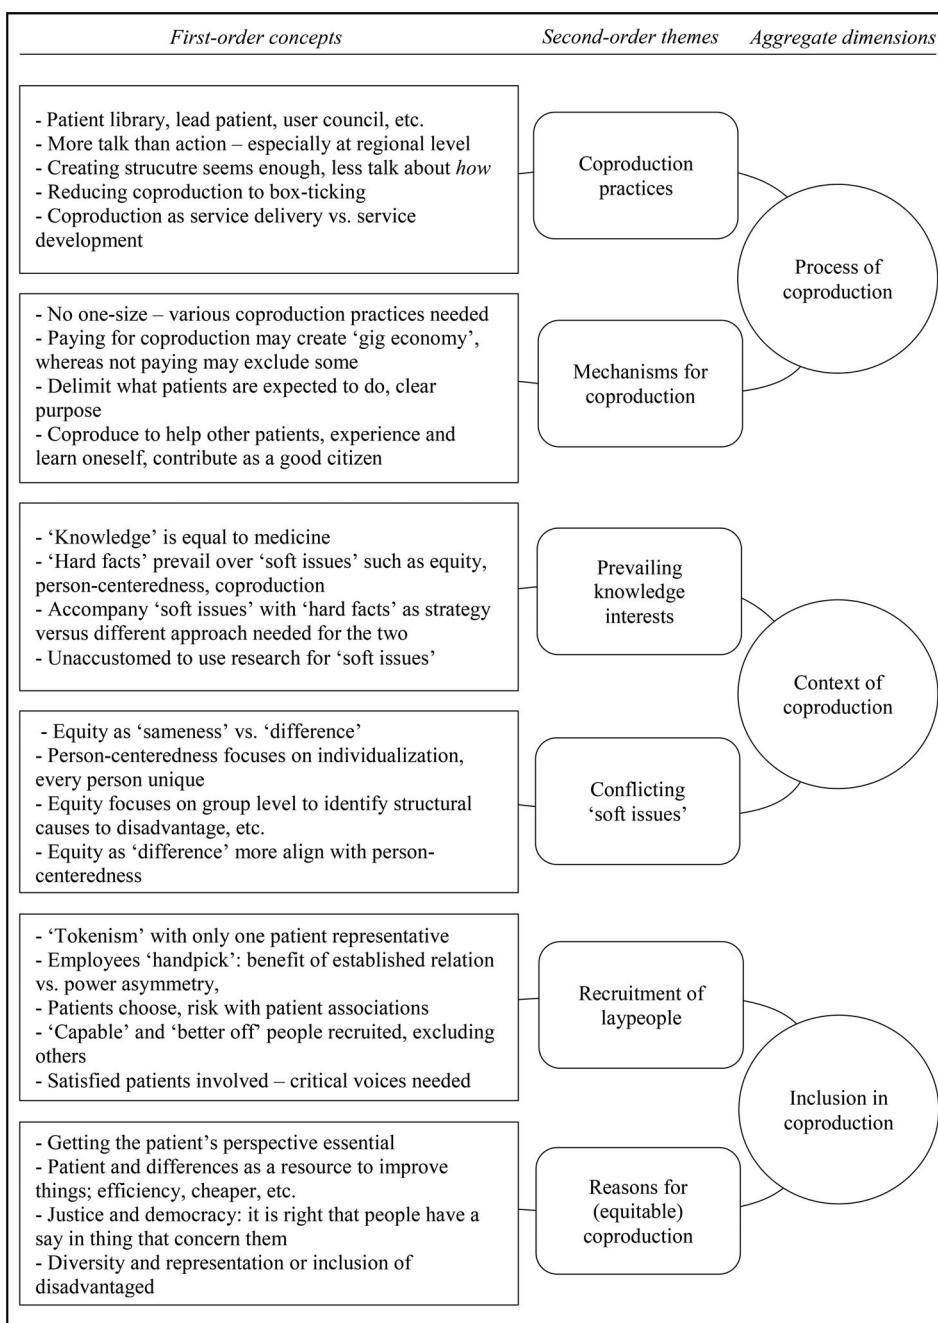 First-order concepts
Second-order themes
Aggregate dimensions
- Patient library, lead patient, user council, etc.
- More talk than action – especially at regional level
- Creating strucutre seems enough, less talk about how
- Reducing coproduction to box-ticking
- Coproduction as service delivery vs. service
development
Coproduction
practices
- No one-size – various coproduction practices needed
- Paying for coproduction may create ‘gig economy’,
whereas not paying may exclude some
- Delimit what patients are expected to do, clear
purpose
- Coproduce to help other patients, experience and
learn oneself, contribute as a good citizen
Mechanisms for
coproduction
Process of
coproduction
- ‘Knowledge’ is equal to medicine
- ‘Hard facts’ prevail over ‘soft issues’ such as equity,
person-centeredness, coproduction
- Accompany ‘soft issues’ with ‘hard facts’ as strategy
versus different approach needed for the two
- Unaccustomed to use research for ‘soft issues’
Prevailing
knowledge
interests
- Equity as ‘sameness’ vs. ‘difference’
- Person-centeredness focuses on individualization,
every person unique
- Equity focuses on group level to identify structural
causes to disadvantage, etc.
- Equity as ‘difference’ more align with person-
centeredness
Conflicting
‘soft issues’
Context of
coproduction
- ‘Tokenism’ with only one patient representative
- Employees ‘handpick’: benefit of established relation
vs. power asymmetry,
- Patients choose, risk with patient associations
- ‘Capable’ and ‘better off’ people recruited, excluding
others
- Satisfied patients involved – critical voices needed
Recruitment of
laypeople
- Getting the patient’s perspective essential
- Patient and differences as a resource to improve
things; efficiency, cheaper, etc.
- Justice and democracy: it is right that people have a
say in thing that concern them
- Diversity and representation or inclusion of
disadvantaged
Reasons for
(equitable)
coproduction
Inclusion in
coproduction